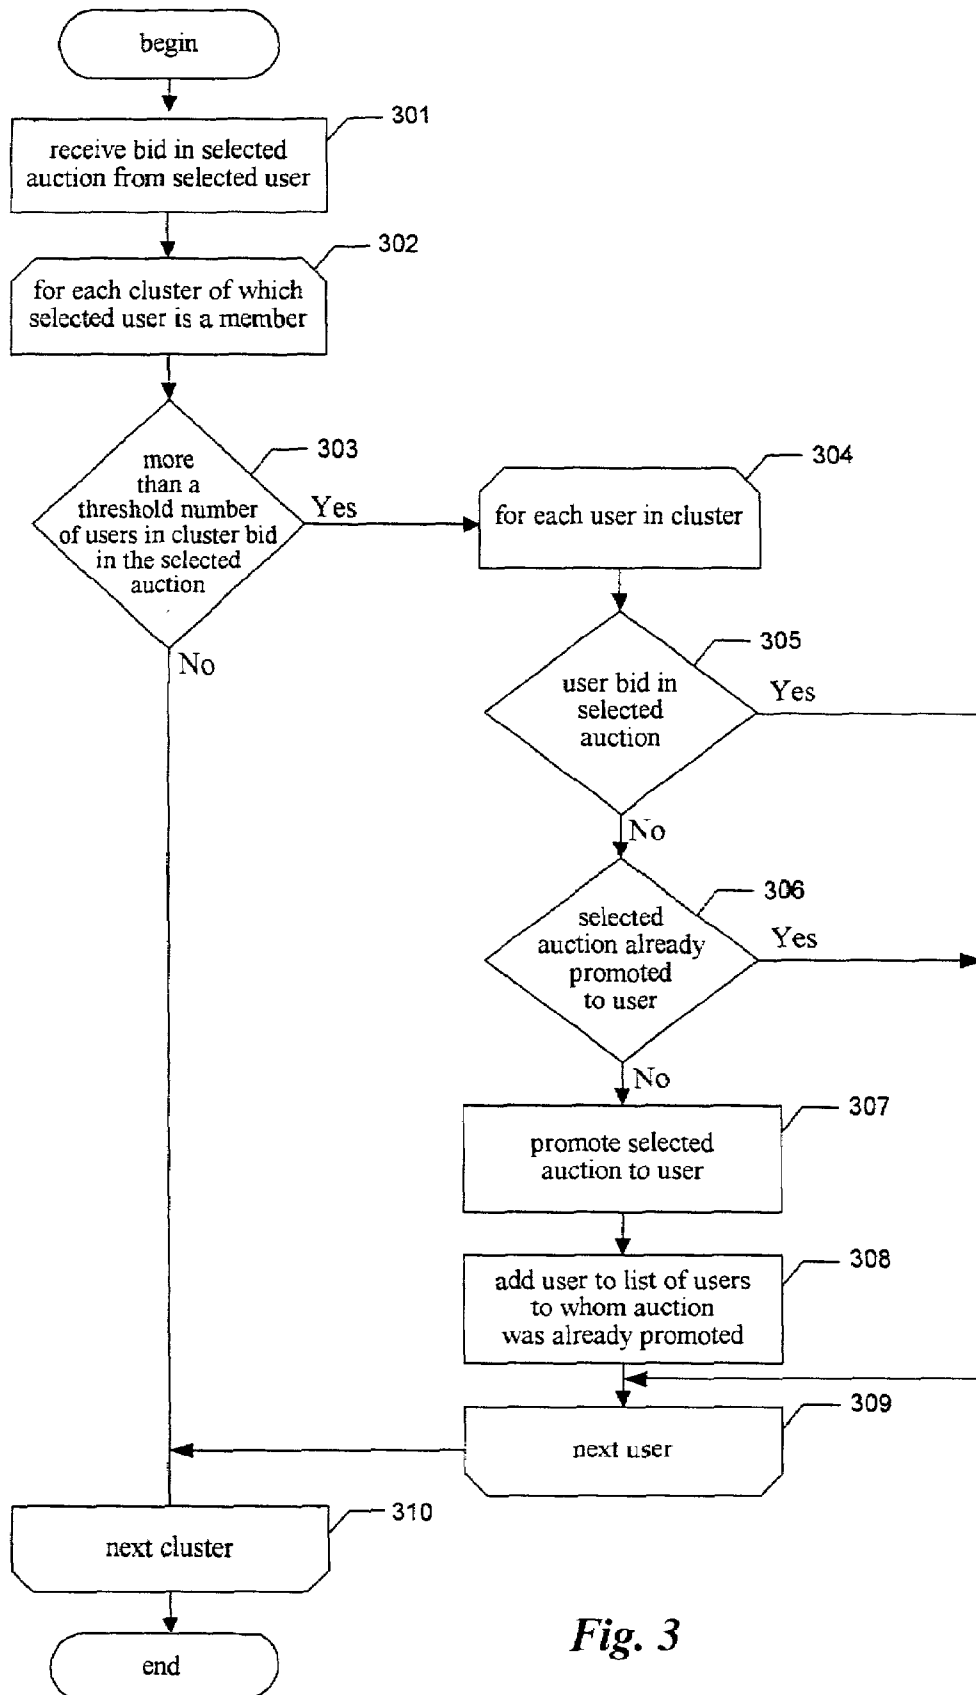 begin
301
receive bid in selected
auction from selected user
302
for each cluster of which
selected user is a member
303
more
than a
threshold number
of users in cluster bid
in the selected
auction
Yes
No
304
for each user in cluster
305
user bid in
selected
auction
Yes
No
306
selected
auction already
promoted
to user
Yes
No
307
promote selected
auction to user
308
add user to list of users
to whom auction
was already promoted
309
next user
310
next cluster
end
Fig. 3